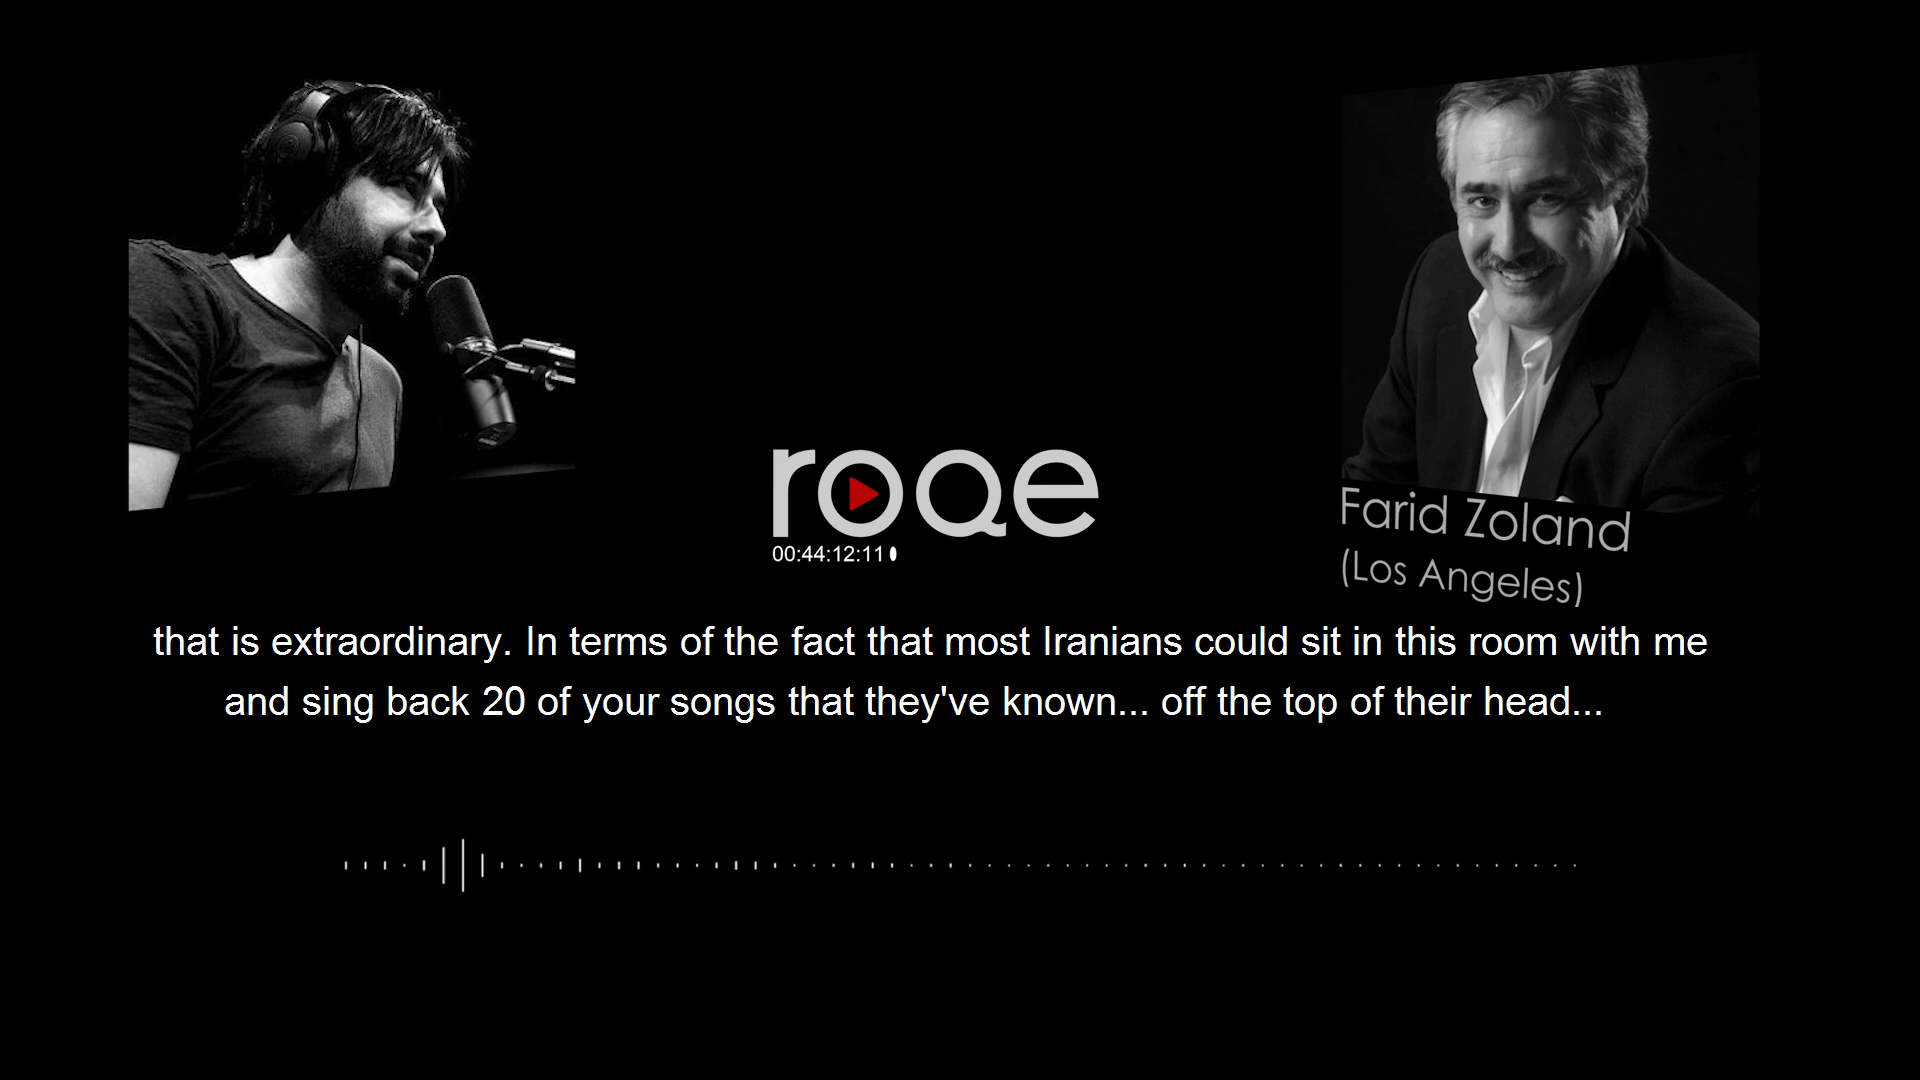 roqe
00:44:12:11
Farid Zoland
(Los Angeles)
that is extraordinary. In terms of the fact that most Iranians could sit in this room with me
and sing back 20 of your songs that they've known... off the top of their head...